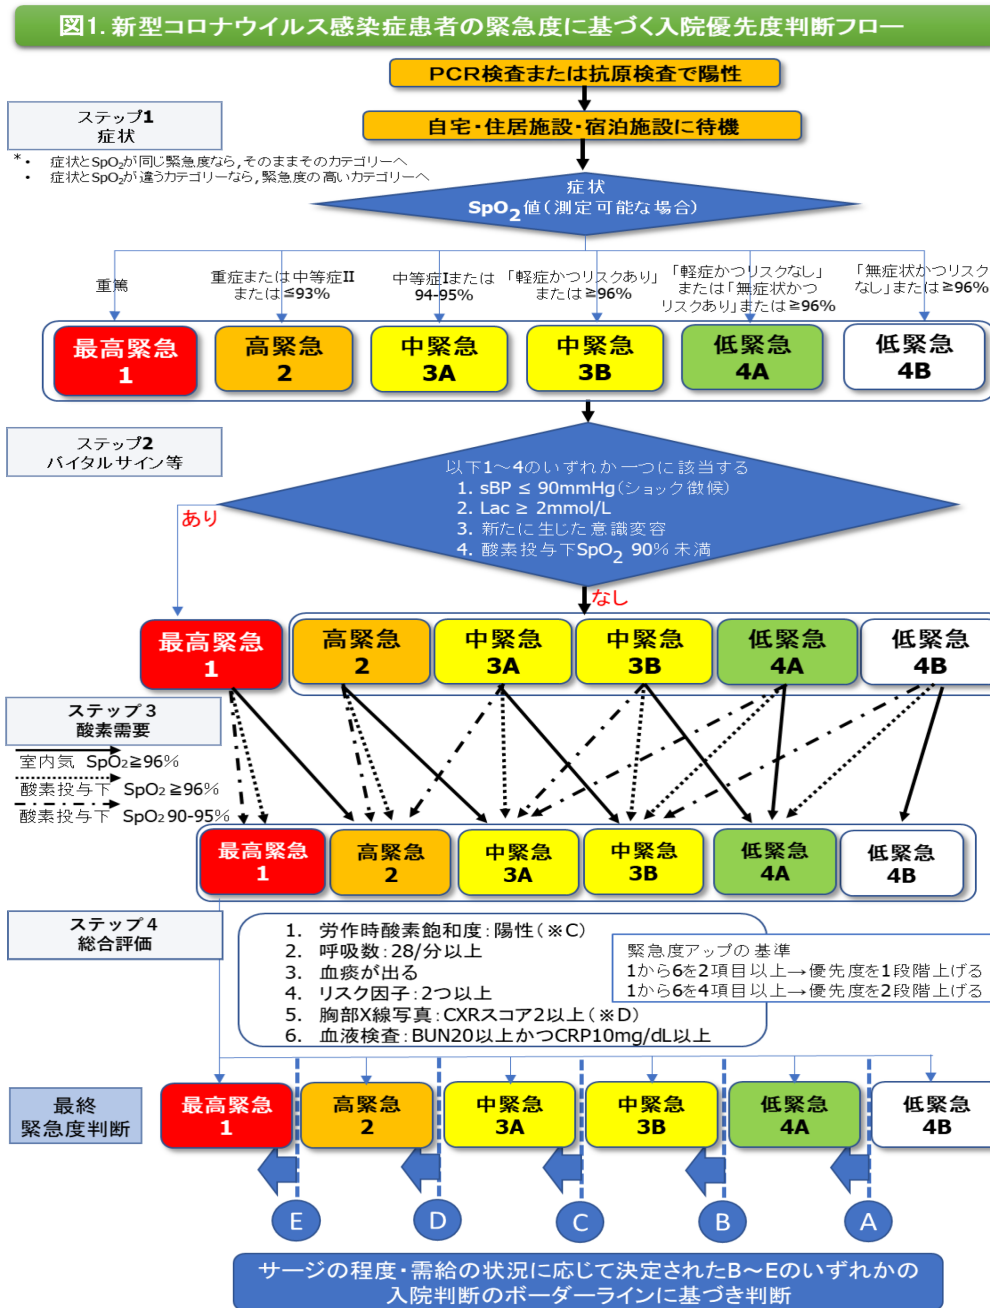 図1. 新型コロナウイルス感染症患者の緊急度に基づく入院優先度判断フロー
PCR検査または抗原検査で陽性
自宅・住居施設・宿泊施設に待機
ステップ1
症状
*・ 症状とSpO₂が同じ緊急度なら,そのままそのカテゴリーへ
・ 症状とSpO₂が違うカテゴリーなら,緊急度の高いカテゴリーへ
症状
SpO₂値(測定可能な場合)
重篤
重症または中等症II
または≦93%
中等症Iまたは
94-95%
「軽症かつリスクあり」
または≧96%
「軽症かつリスクなし」
または「無症状かつ
リスクあり」または≧96%
「無症状かつリスク
なし」または≧96%
最高緊急
1
高緊急
2
中緊急
3A
中緊急
3B
低緊急
4A
低緊急
4B
ステップ2
バイタルサイン等
以下1～4のいずれか一つに該当する
1. sBP ≤ 90mmHg(ショック徴候)
2. Lac ≥ 2mmol/L
3. 新たに生じた意識変容
4. 酸素投与下SpO₂ 90% 未満
あり
なし
最高緊急
1
高緊急
2
中緊急
3A
中緊急
3B
低緊急
4A
低緊急
4B
ステップ３
酸素需要
室内気 SpO₂≧96%
酸素投与下 SpO₂≧96%
酸素投与下 SpO₂90-95%
最高緊急
1
高緊急
2
中緊急
3A
中緊急
3B
低緊急
4A
低緊急
4B
ステップ４
総合評価
1. 労作時酸素飽和度:陽性(※C)
2. 呼吸数:28/分以上
3. 血痰が出る
4. リスク因子:2つ以上
5. 胸部X線写真:CXRスコア2以上(※D)
6. 血液検査:BUN20以上かつCRP10mg/dL以上
緊急度アップの基準
1から6を2項目以上→優先度を1段階上げる
1から6を4項目以上→優先度を2段階上げる
最終
緊急度判断
最高緊急
1
高緊急
2
中緊急
3A
中緊急
3B
低緊急
4A
低緊急
4B
E
D
C
B
A
サージの程度・需給の状況に応じて決定されたB～Eのいずれかの
入院判断のボーダーラインに基づき判断